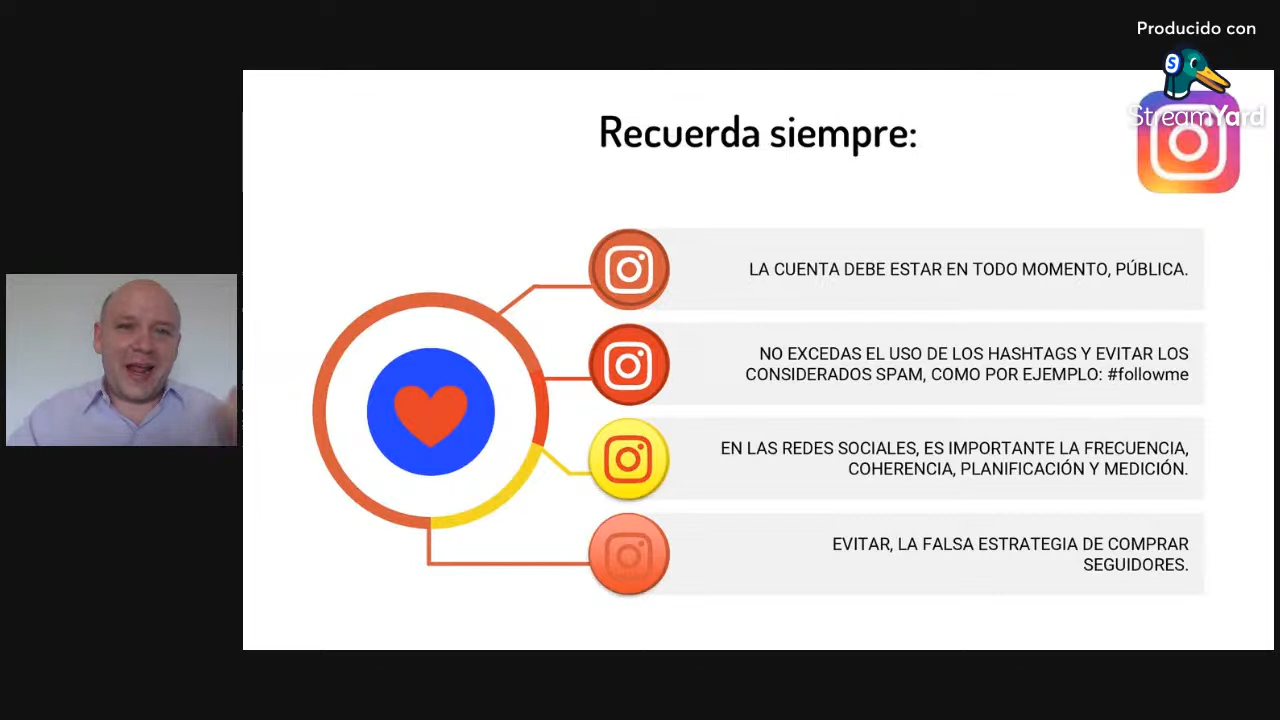 Producido con
StreamYard
Recuerda siempre:
LA CUENTA DEBE ESTAR EN TODO MOMENTO, PÚBLICA.
NO EXCEDAS EL USO DE LOS HASHTAGS Y EVITAR LOS
CONSIDERADOS SPAM, COMO POR EJEMPLO: #followme
EN LAS REDES SOCIALES, ES IMPORTANTE LA FRECUENCIA,
COHERENCIA, PLANIFICACIÓN Y MEDICIÓN.
EVITAR, LA FALSA ESTRATEGIA DE COMPRAR
SEGUIDORES.